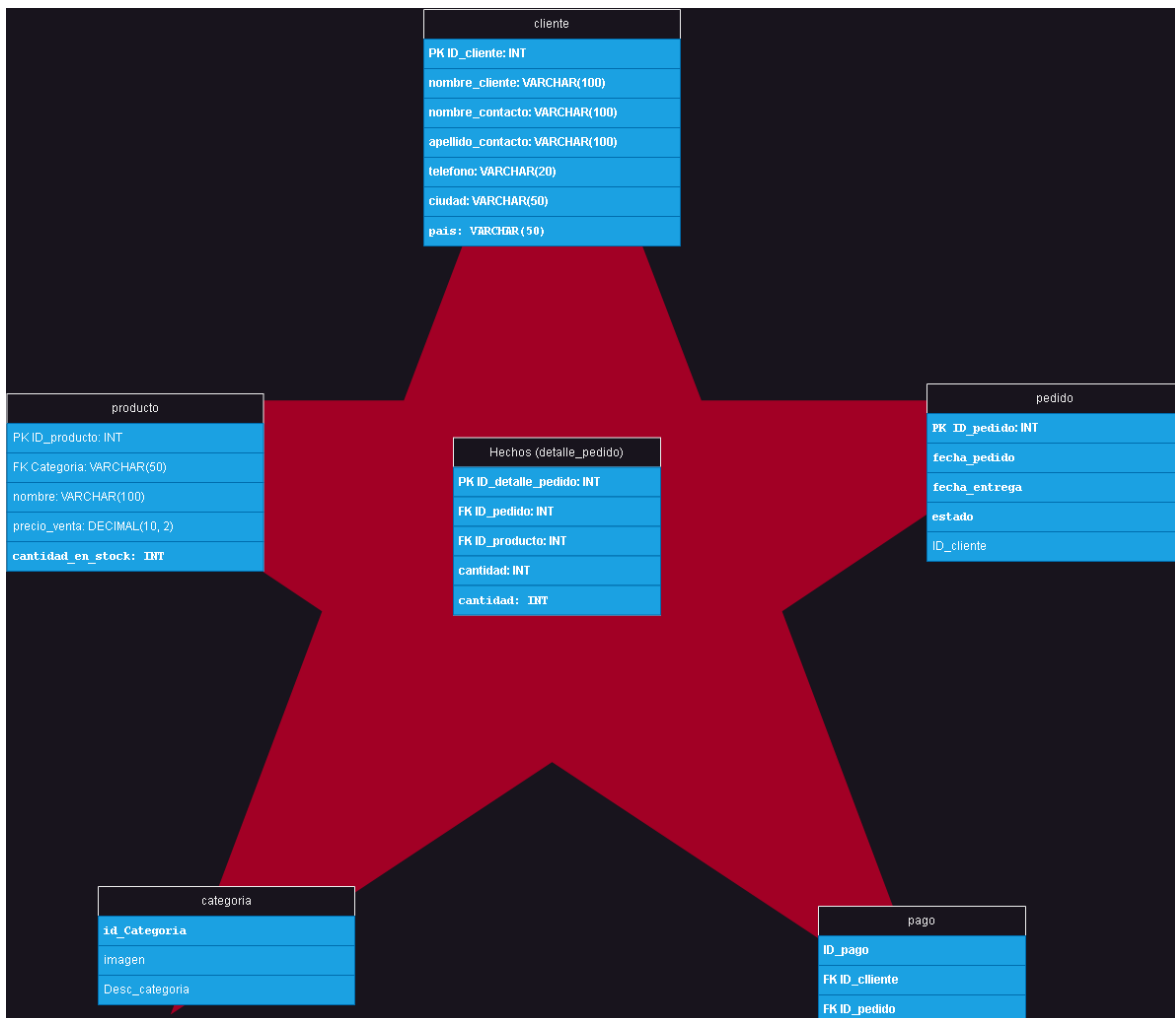 cliente
PK ID_cliente: INT
nombre_cliente: VARCHAR(100)
nombre_contacto: VARCHAR(100)
apellido_contacto: VARCHAR(100)
telefono: VARCHAR(20)
ciudad: VARCHAR(50)
pais: VARCHAR(50)
producto
PK ID_producto: INT
FK Categoria: VARCHAR(50)
nombre: VARCHAR(100)
precio_venta: DECIMAL(10, 2)
cantidad_en_stock: INT
Hechos (detalle_pedido)
PK ID_detalle_pedido: INT
FK ID_pedido: INT
FK ID_producto: INT
cantidad: INT
cantidad: INT
pedido
PK ID_pedido: INT
fecha_pedido
fecha_entrega
estado
ID_cliente
categoria
id_Categoria
imagen
Desc_categoria
pago
ID_pago
FK ID_clliente
FK ID_pedido